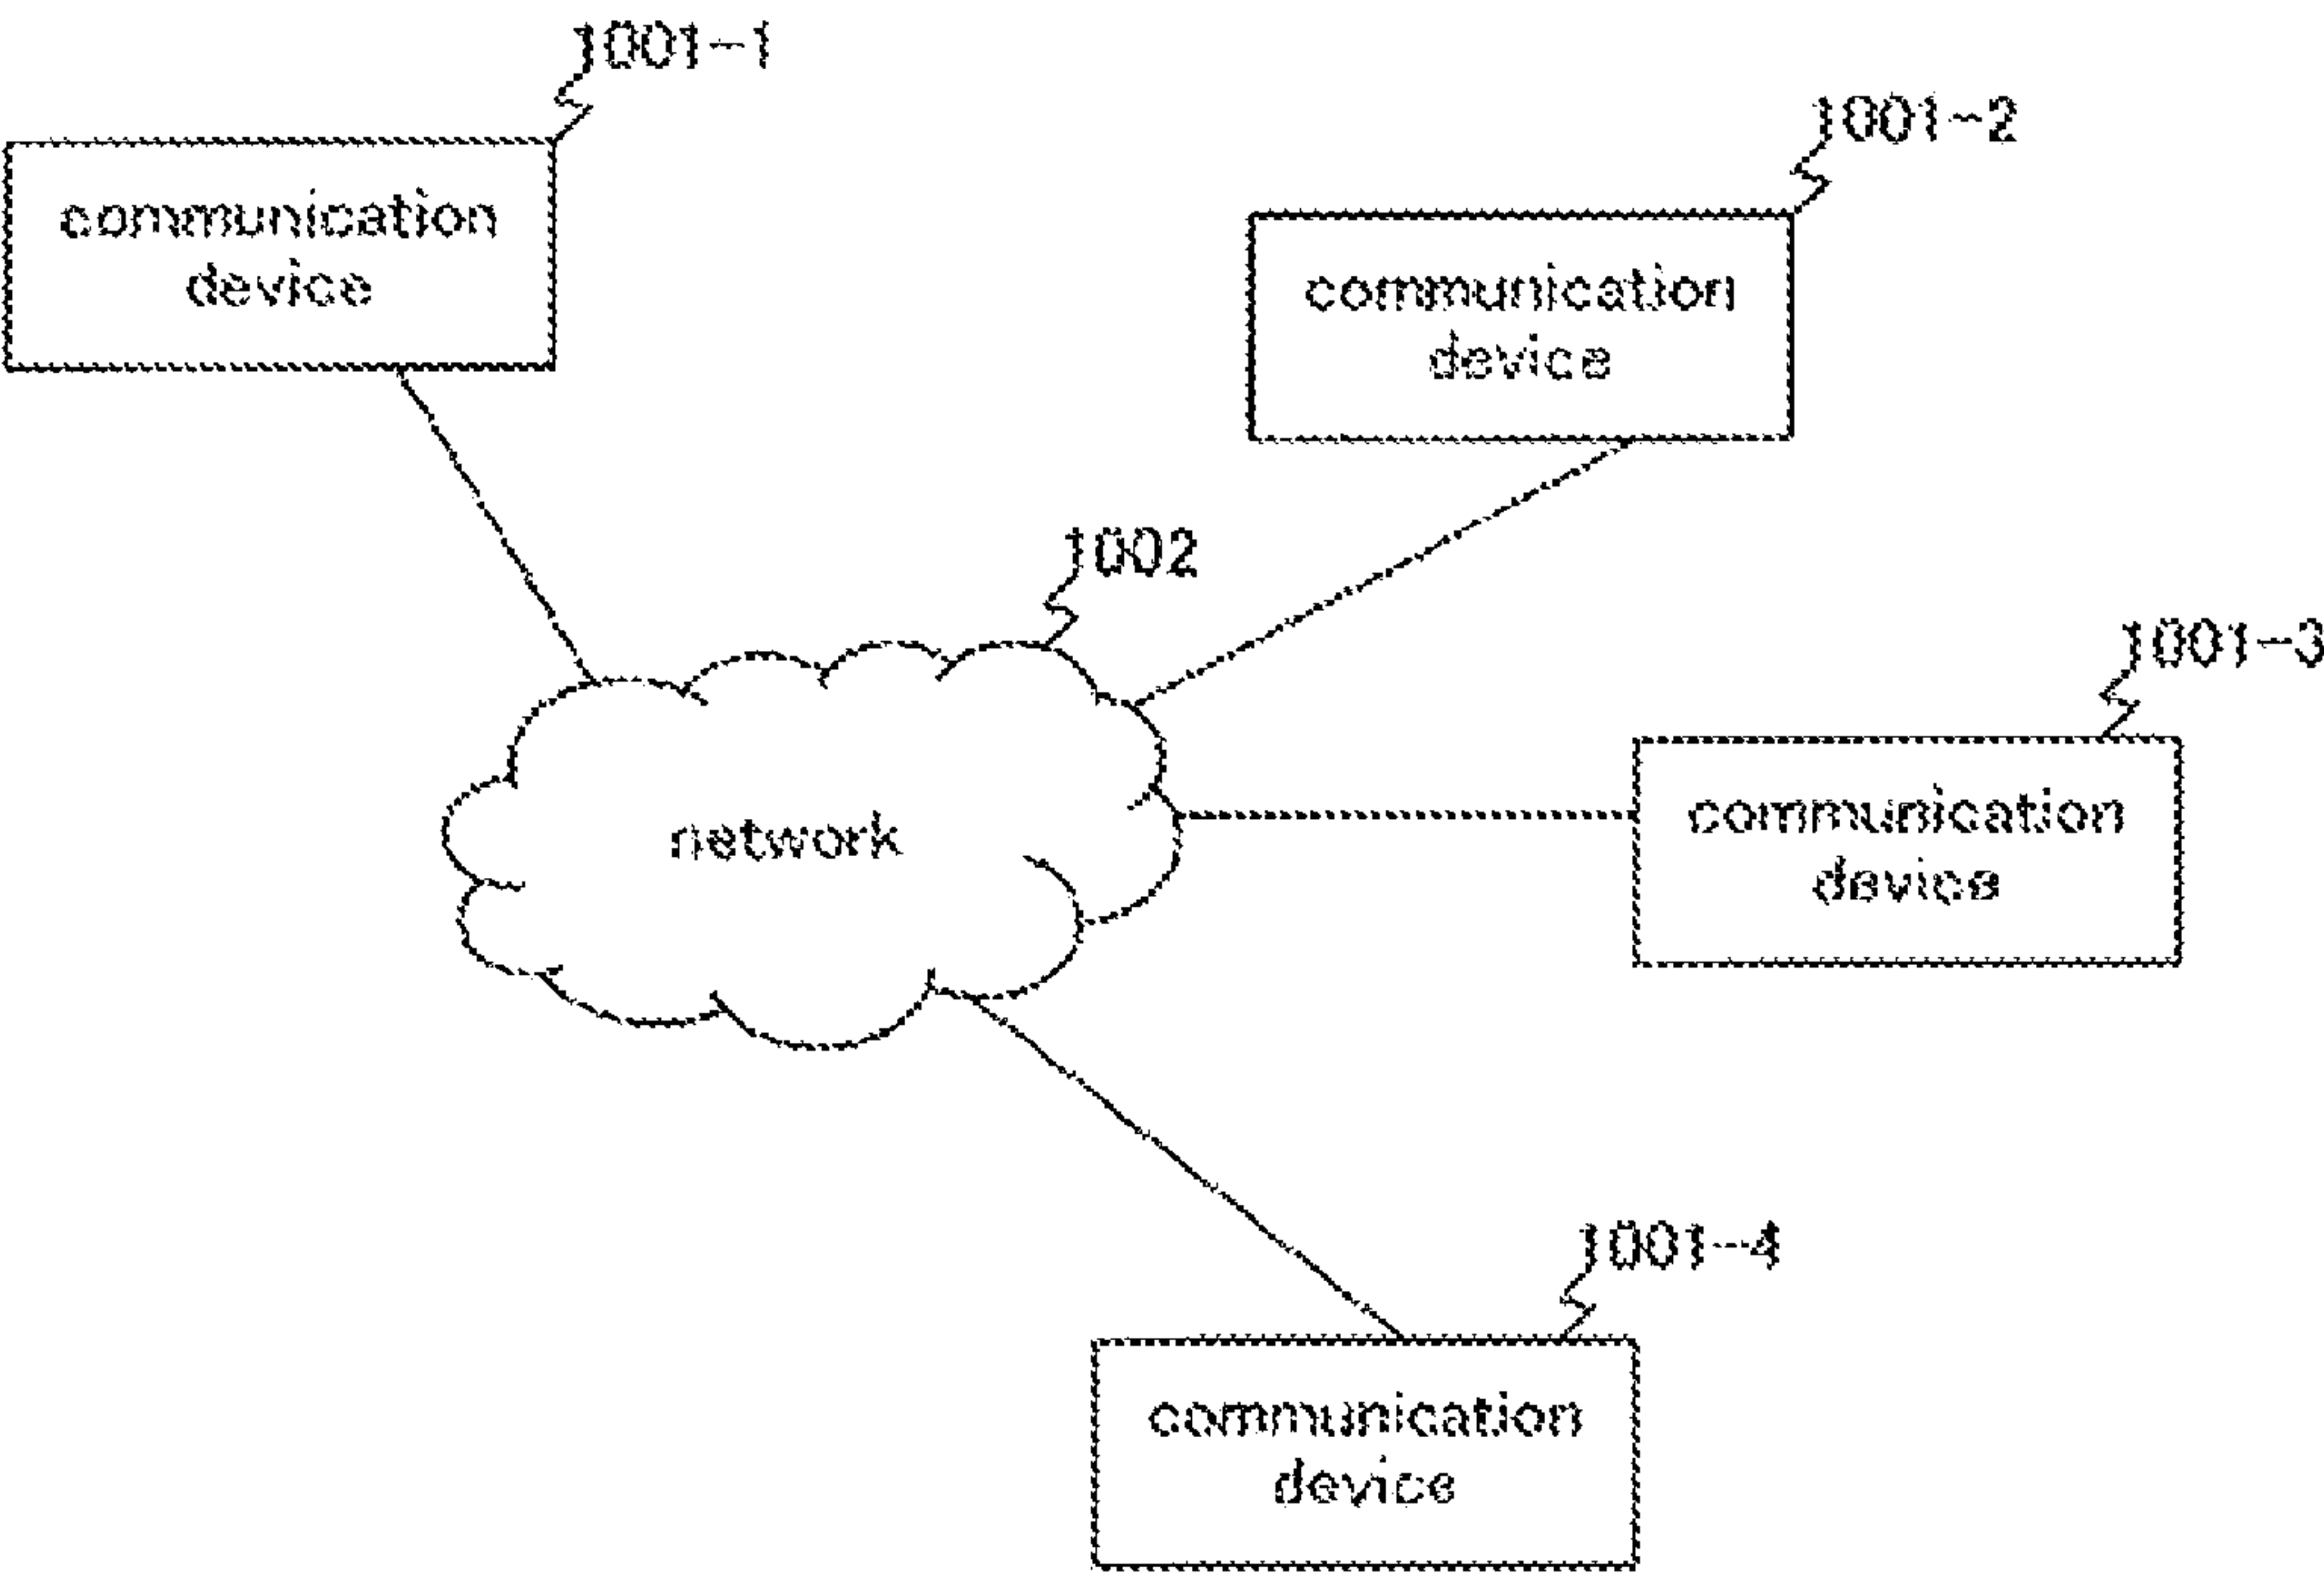 1001-1
communication
device
1001-2
communication
device
1002
network
1001-3
communication
device
1001-4
communication
device